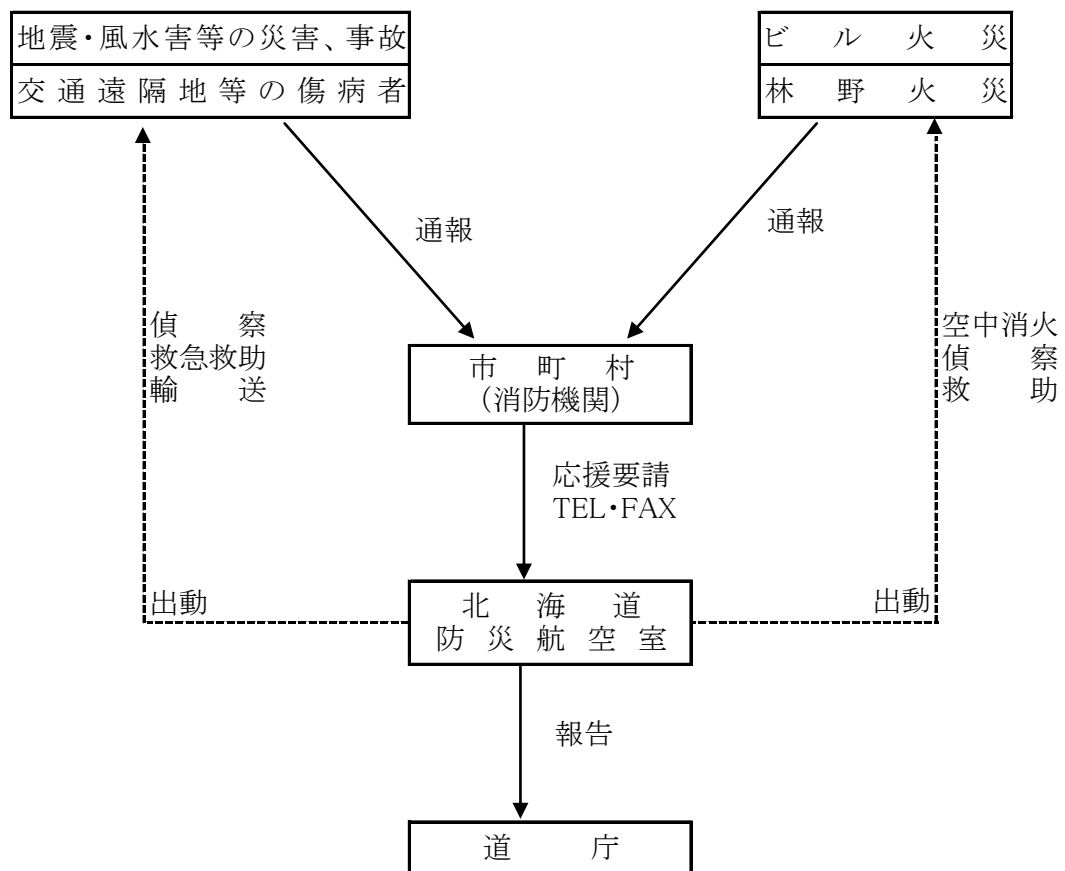 地震・風水害等の災害、事故
交通遠隔地等の傷病者
ビル火災
林野火災
通報
通報
偵察
救急救助
輸送
空中消火
偵察
救助
市町村
（消防機関）
応援要請
TEL・FAX
出動
出動
北海道
防災航空室
報告
道庁